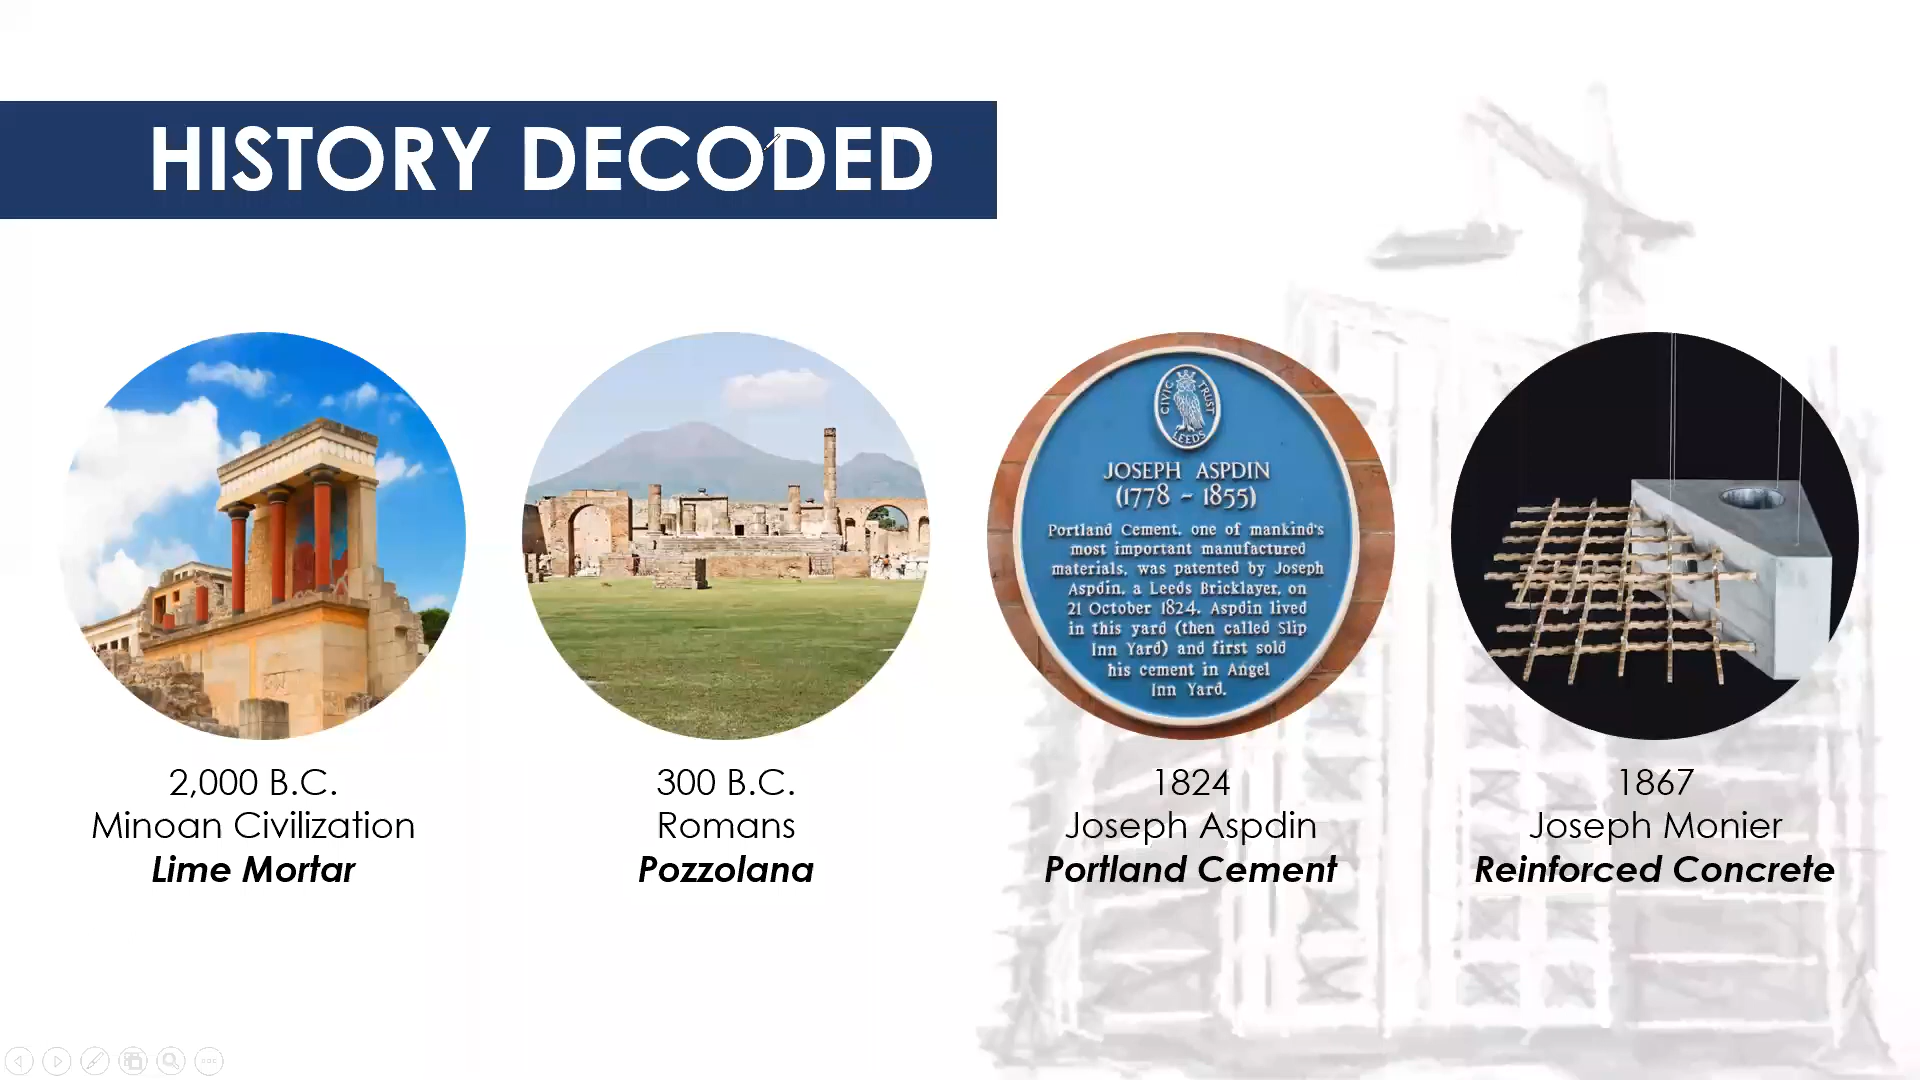 HISTORY DECODED
CIVIC TRUST
LEEDS
JOSEPH ASPDIN
(1778 - 1855)
Portland Cement, one of mankind's
most important manufactured
materials, was patented by Joseph
Aspdin, a Leeds Bricklayer, on
21 October 1824. Aspdin lived
in this yard (then called Slip
Inn Yard) and first sold
his cement in Angel
Inn Yard.
2,000 B.C.
Minoan Civilization
Lime Mortar
300 B.C.
Romans
Pozzolana
1824
Joseph Aspdin
Portland Cement
1867
Joseph Monier
Reinforced Concrete